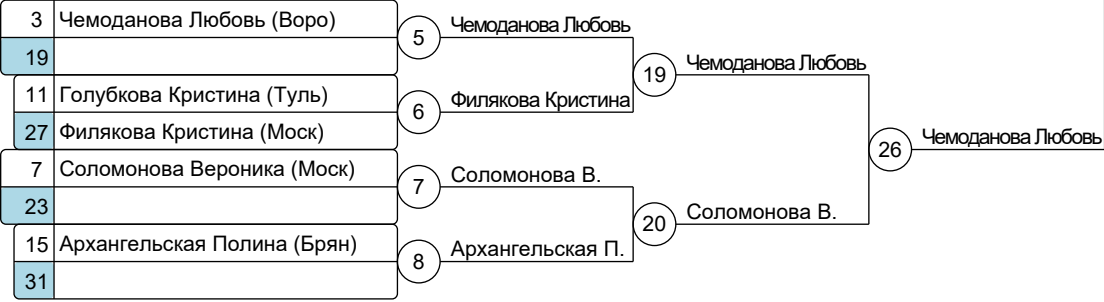 3 Чемоданова Любовь (Воро)
19
11 Голубкова Кристина (Туль)
27 Филякова Кристина (Моск)
7 Соломонова Вероника (Моск)
23
15 Архангельская Полина (Брян)
31
5 Чемоданова Любовь
6 Филякова Кристина
7 Соломонова В.
8 Архангельская П.
19 Чемоданова Любовь
20 Соломонова В.
26 Чемоданова Любовь